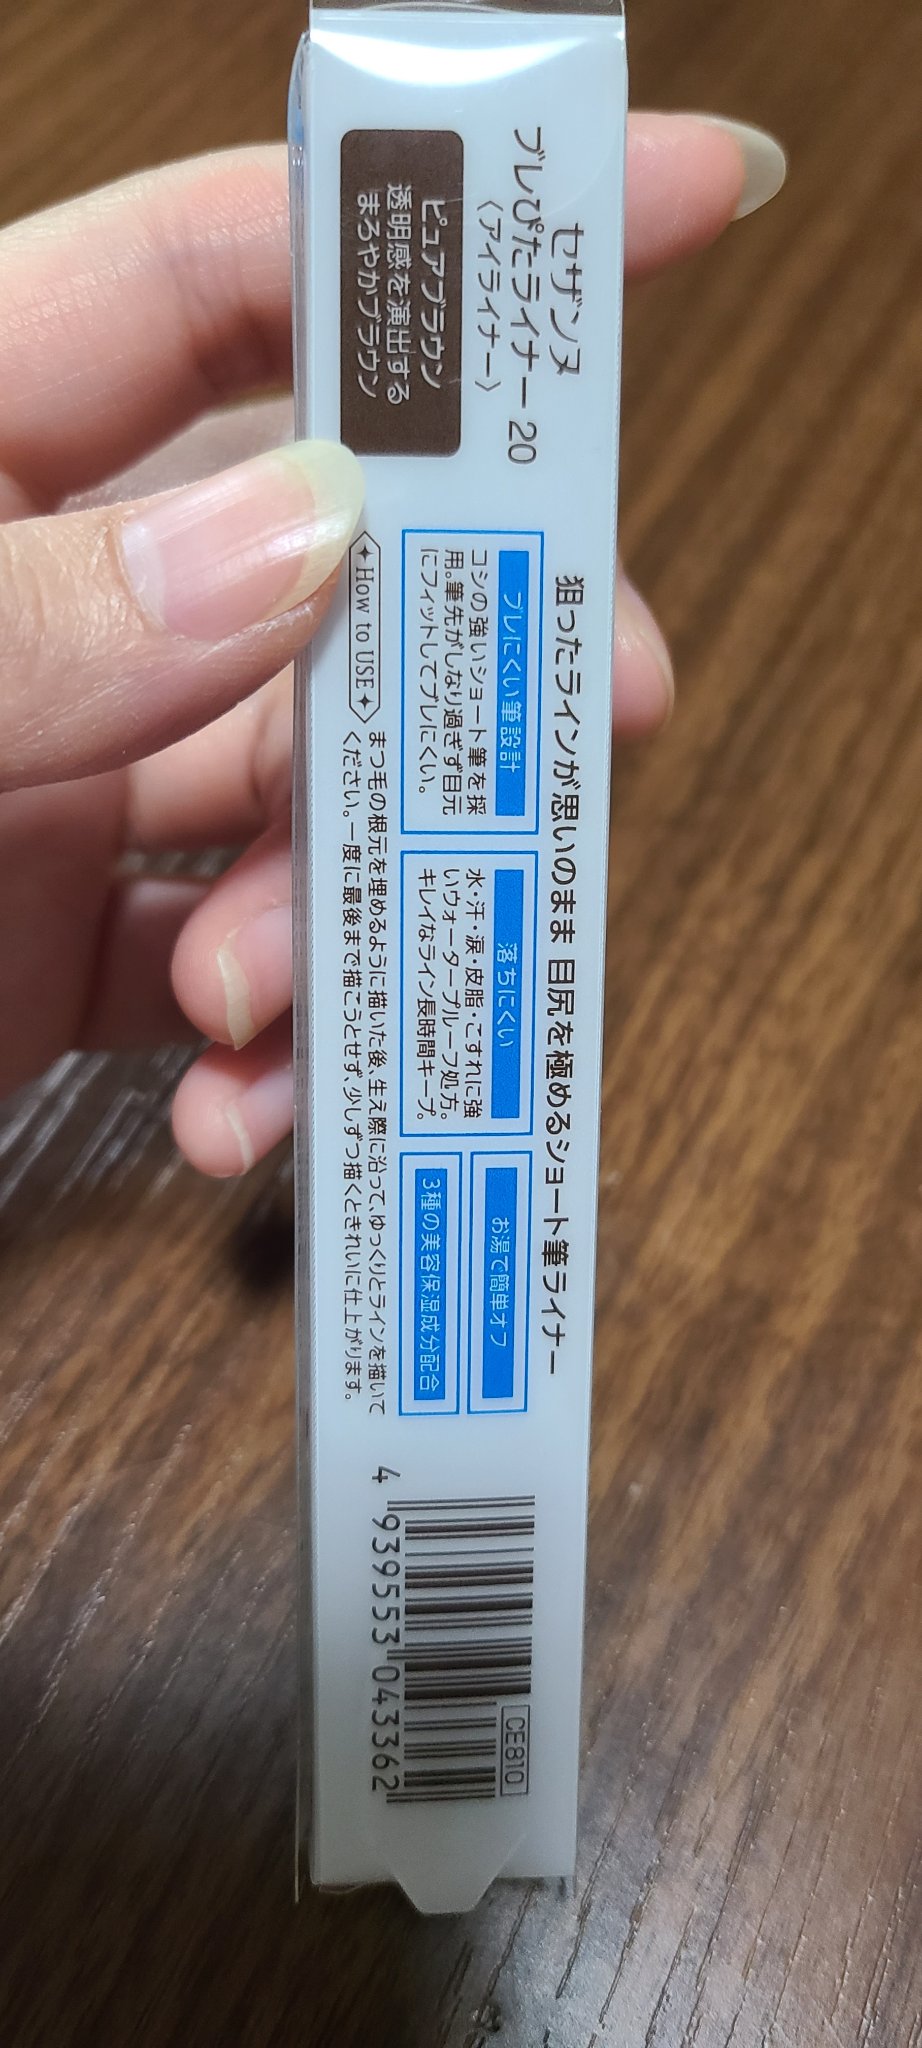 セザンヌ
ブレぴたライナー 20
〈アイライナー〉
ピュアブラウン
透明感を演出する
まろやかブラウン
狙ったラインが思いのまま 目尻を極めるショート筆ライナー
ブレにくい筆設計
コシの強いショート筆を採
用。筆先がしなり過ぎず目元
にフィットしてブレにくい。
落ちにくい
水・汗・涙・皮脂・こすれに強
いウォータープルーフ処方。
キレイなライン長時間キープ。
お湯で簡単オフ
3種の美容保湿成分配合
How to USE
まつ毛の根元を埋めるように描いた後、生え際に沿って、ゆっくりとラインを描いて
ください。一度に最後まで描こうとせず、少しずつ描くときれいに仕上がります。
CE810
4 939553 043362